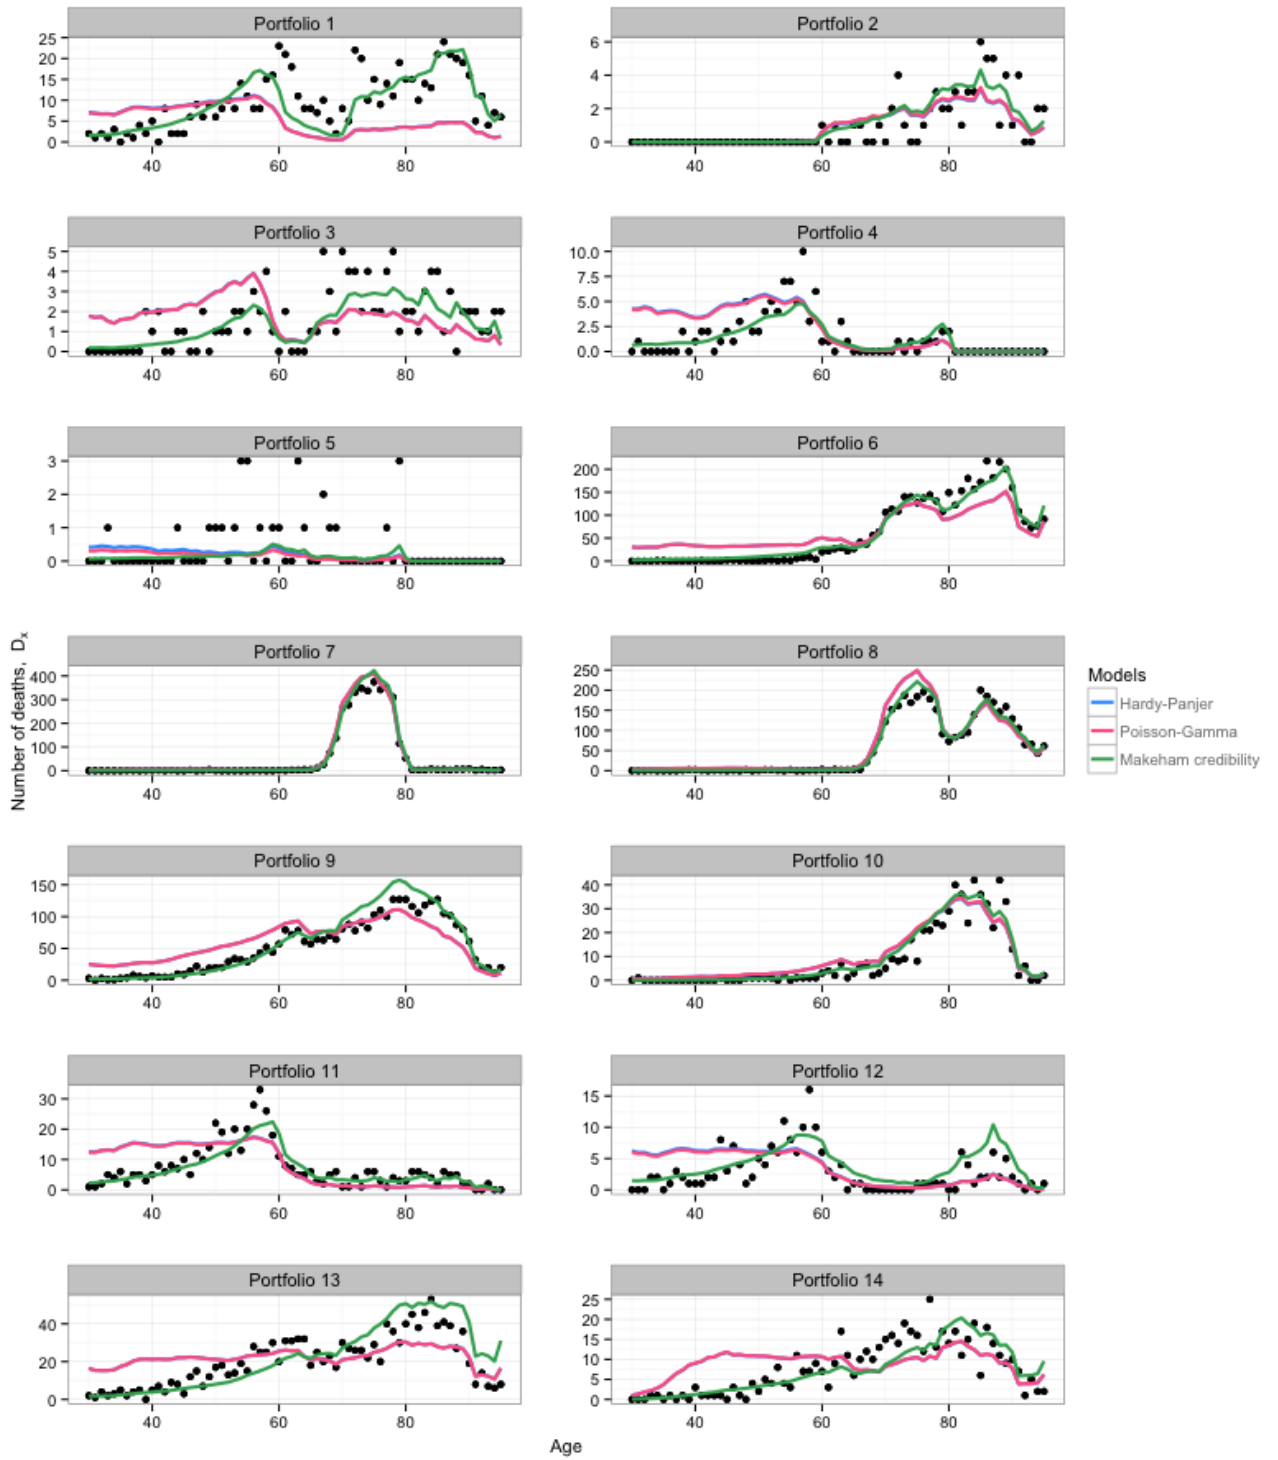 Portfolio 1
25
20
15
10
5
0
40 60 80
Portfolio 2
6
4
2
0
40 60 80
Portfolio 3
5
4
3
2
1
0
40 60 80
Portfolio 4
10.0
7.5
5.0
2.5
0.0
40 60 80
Portfolio 5
3
2
1
0
40 60 80
Portfolio 6
200
150
100
50
0
40 60 80
Number of deaths, Dx
Portfolio 7
400
300
200
100
0
40 60 80
Portfolio 8
250
200
150
100
50
0
40 60 80
Models
Hardy-Panjer
Poisson-Gamma
Makeham credibility
Portfolio 9
150
100
50
0
40 60 80
Portfolio 10
40
30
20
10
0
40 60 80
Portfolio 11
30
20
10
0
40 60 80
Portfolio 12
15
10
5
0
40 60 80
Portfolio 13
40
20
0
40 60 80
Portfolio 14
25
20
15
10
5
0
40 60 80
Age